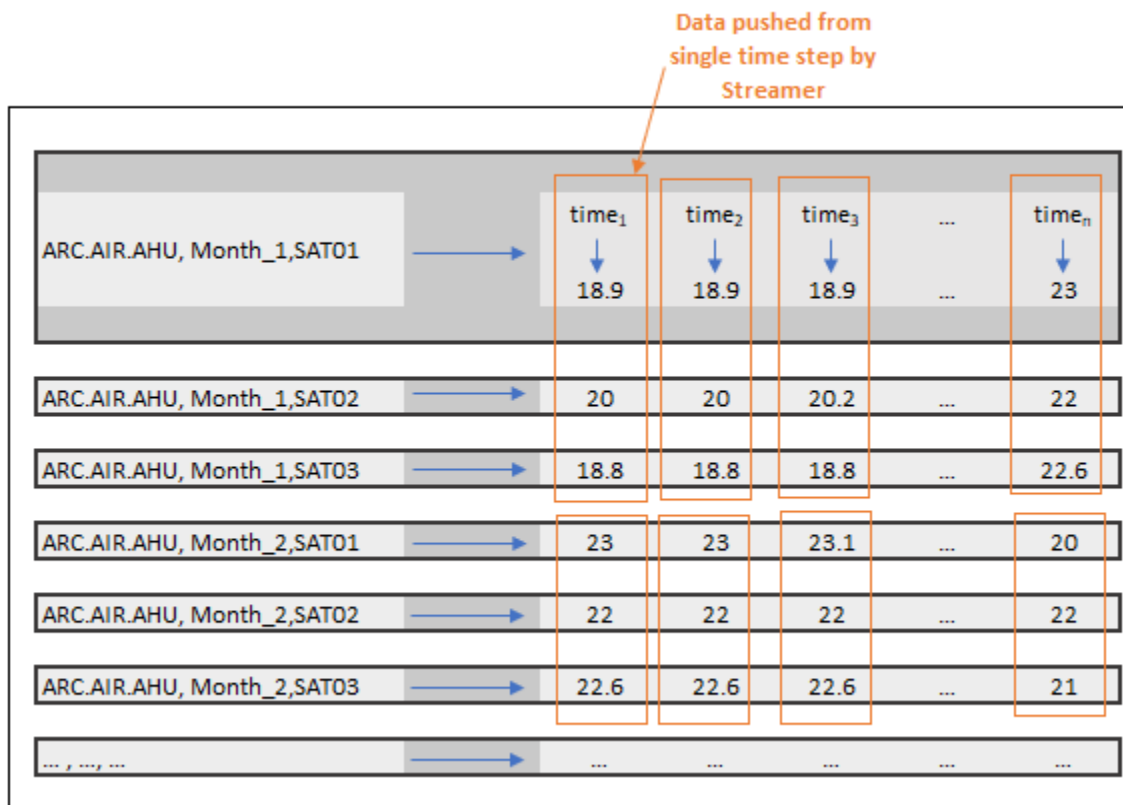 Data pushed from
single time step by
Streamer
time₁ time₂ time₃ ... timeₙ
ARC.AIR.AHU, Month_1,SAT01
18.9 18.9 18.9 ... 23
ARC.AIR.AHU, Month_1,SAT02 20 20 20.2 ... 22
ARC.AIR.AHU, Month_1,SAT03 18.8 18.8 18.8 ... 22.6
ARC.AIR.AHU, Month_2,SAT01 23 23 23.1 ... 20
ARC.AIR.AHU, Month_2,SAT02 22 22 22 ... 22
ARC.AIR.AHU, Month_2,SAT03 22.6 22.6 22.6 ... 21
... , ..., ... ... ... ... ... ...